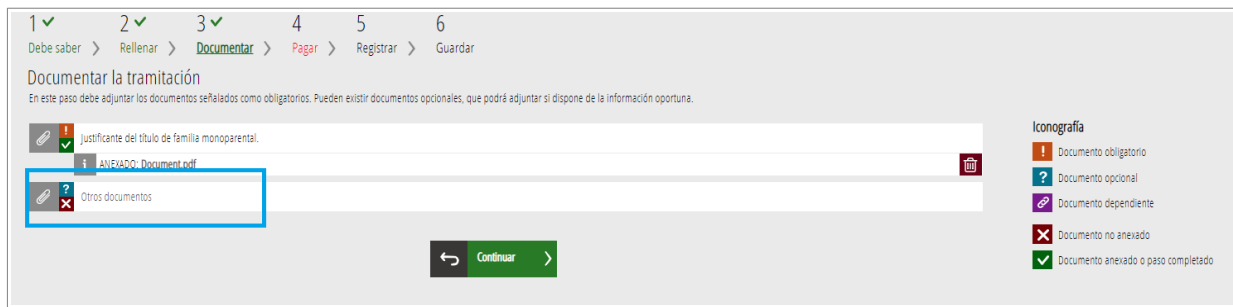 1 2 3 4 5 6
Debe saber > Rellenar > Documentar > Pagar > Registrar > Guardar
Documentar la tramitación
En este paso debe adjuntar los documentos señalados como obligatorios. Pueden existir documentos opcionales, que podrá adjuntar si dispone de la información oportuna.
! Justificante del título de familia monoparental.
i ANEXADO: Document.pdf
? Otros documentos
Continuar >
Iconografía
! Documento obligatorio
? Documento opcional
Documento dependiente
Documento no anexado
Documento anexado o paso completado